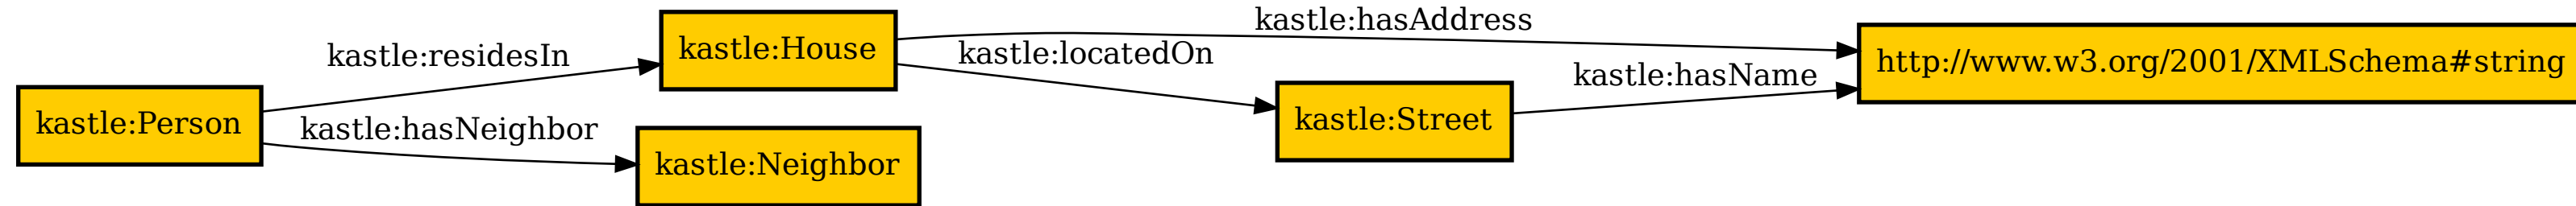 kastle:Person
kastle:residesIn
kastle:hasNeighbor
kastle:House
kastle:Neighbor
kastle:hasAddress
kastle:locatedOn
kastle:Street
kastle:hasName
http://www.w3.org/2001/XMLSchema#string